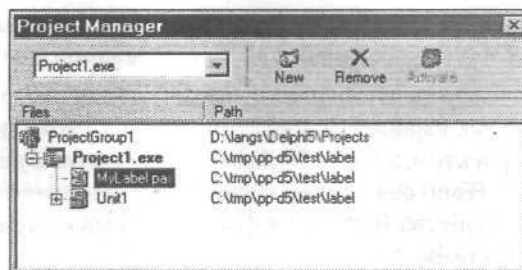 Project Manager
Project1.exe
New Remove Activate
Files Path
ProjectGroup1 D:\langs\Delphi5\Projects
Project1.exe C:\tmp\pp-d5\test\label
MyLabel.pa C:\tmp\pp-d5\test\label
Unit1 C:\tmp\pp-d5\test\label